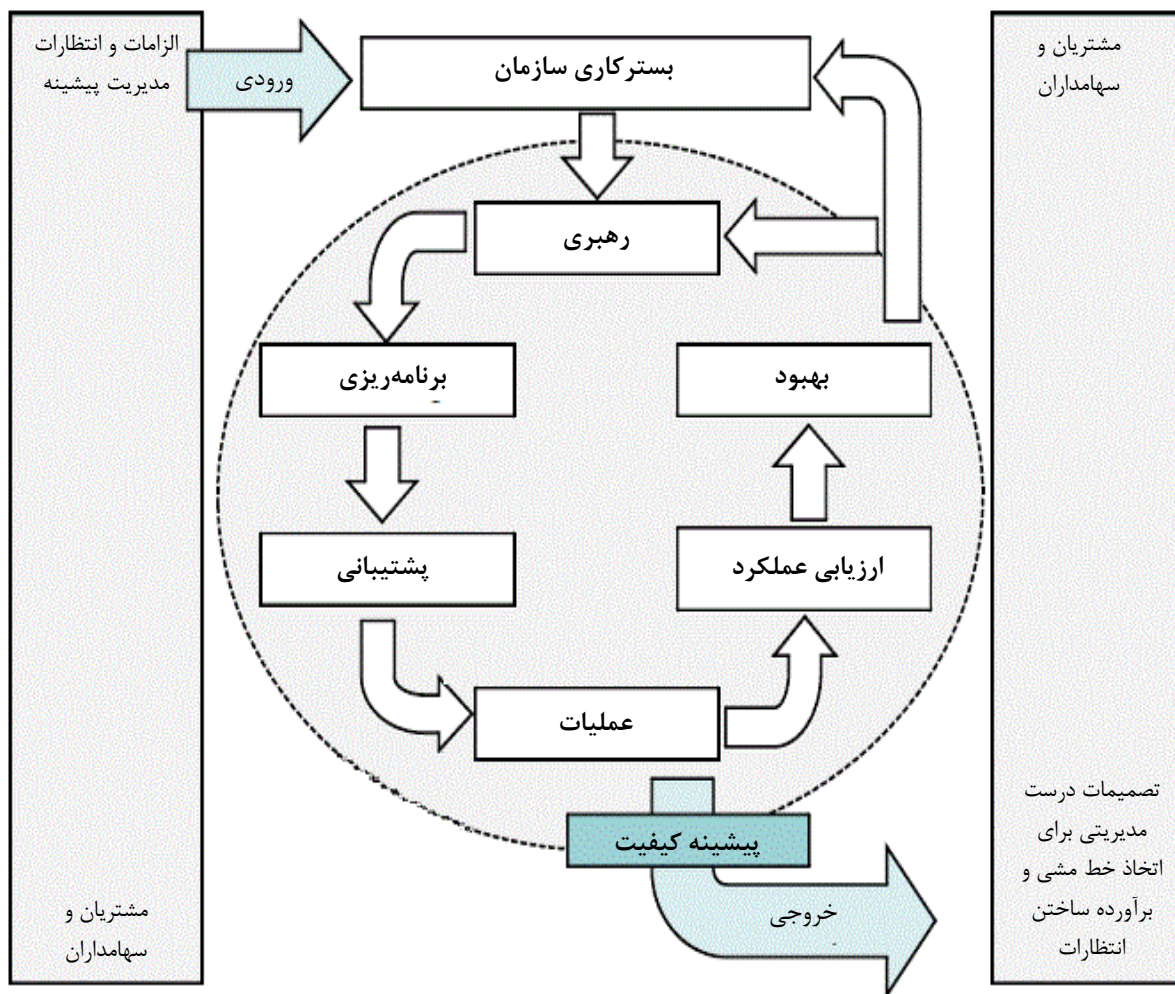 الزامات و انتظارات
مدیریت پیشینه
ورودی
بسترکاری سازمان
مشتریان و
سهامداران
رهبری
برنامه‌ریزی
بهبود
پشتیبانی
ارزیابی عملکرد
عملیات
پیشینه کیفیت
خروجی
مشتریان و
سهامداران
تصمیمات درست
مدیریتی برای
اتخاذ خط مشی و
برآورده ساختن
انتظارات